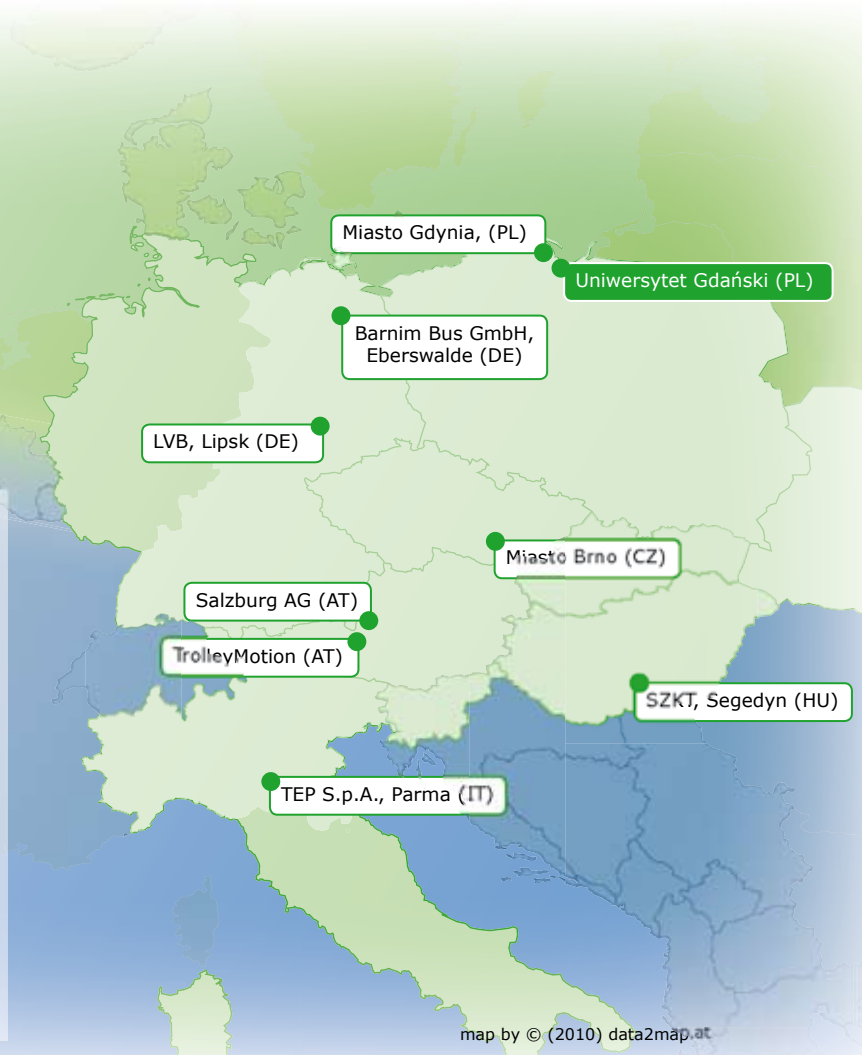 Miasto Gdynia, (PL)
Uniwersytet Gdański (PL)
Barnim Bus GmbH,
Eberswalde (DE)
LVB, Lipsk (DE)
Miasto Brno (CZ)
Salzburg AG (AT)
TrolleyMotion (AT)
SZKT, Segedyn (HU)
TEP S.p.A., Parma (IT)
map by © (2010) data2map.at